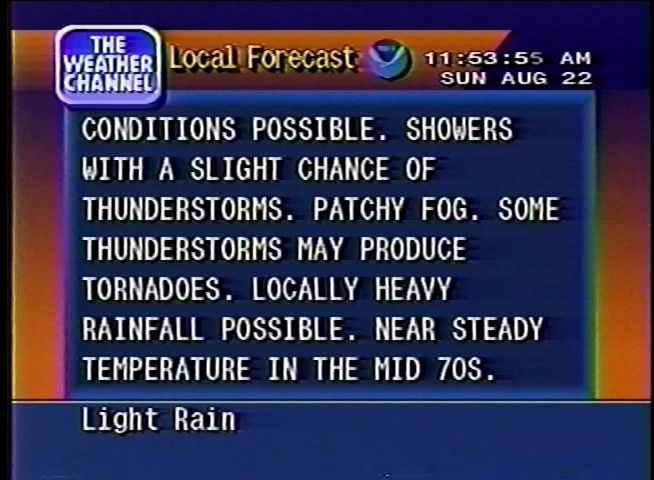 THE
WEATHER
CHANNEL
Local Forecast
11:53:55 AM
SUN AUG 22
CONDITIONS POSSIBLE. SHOWERS
WITH A SLIGHT CHANCE OF
THUNDERSTORMS. PATCHY FOG. SOME
THUNDERSTORMS MAY PRODUCE
TORNADOES. LOCALLY HEAVY
RAINFALL POSSIBLE. NEAR STEADY
TEMPERATURE IN THE MID 70S.
Light Rain